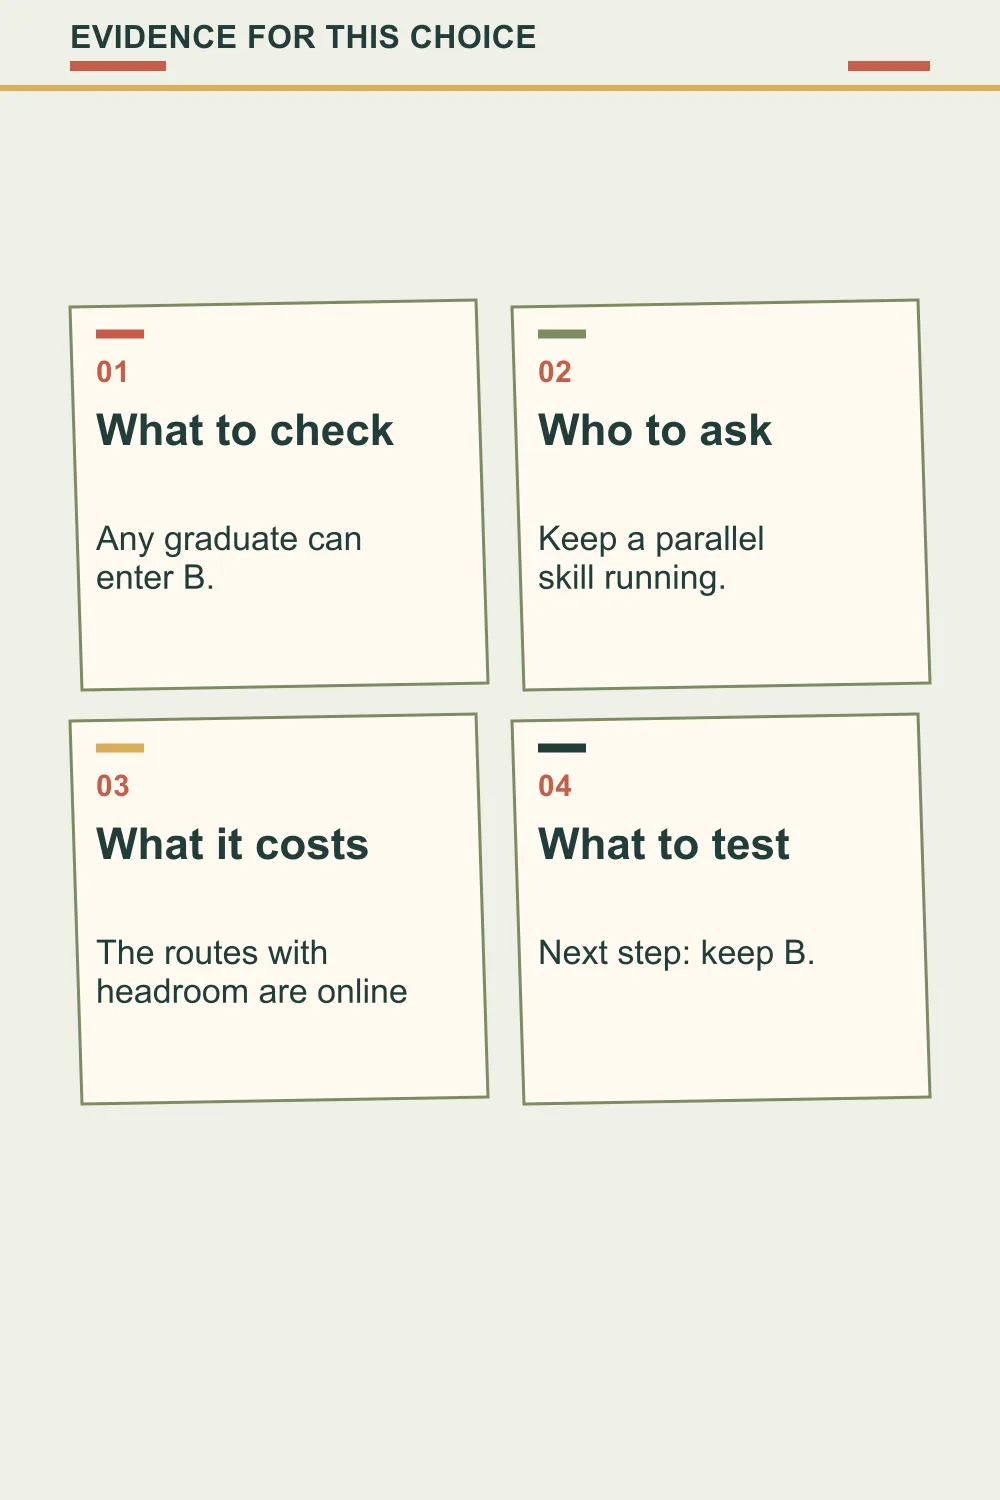 EVIDENCE FOR THIS CHOICE
01
What to check
Any graduate can
enter B.
02
Who to ask
Keep a parallel
skill running.
03
What it costs
The routes with
headroom are online
04
What to test
Next step: keep B.